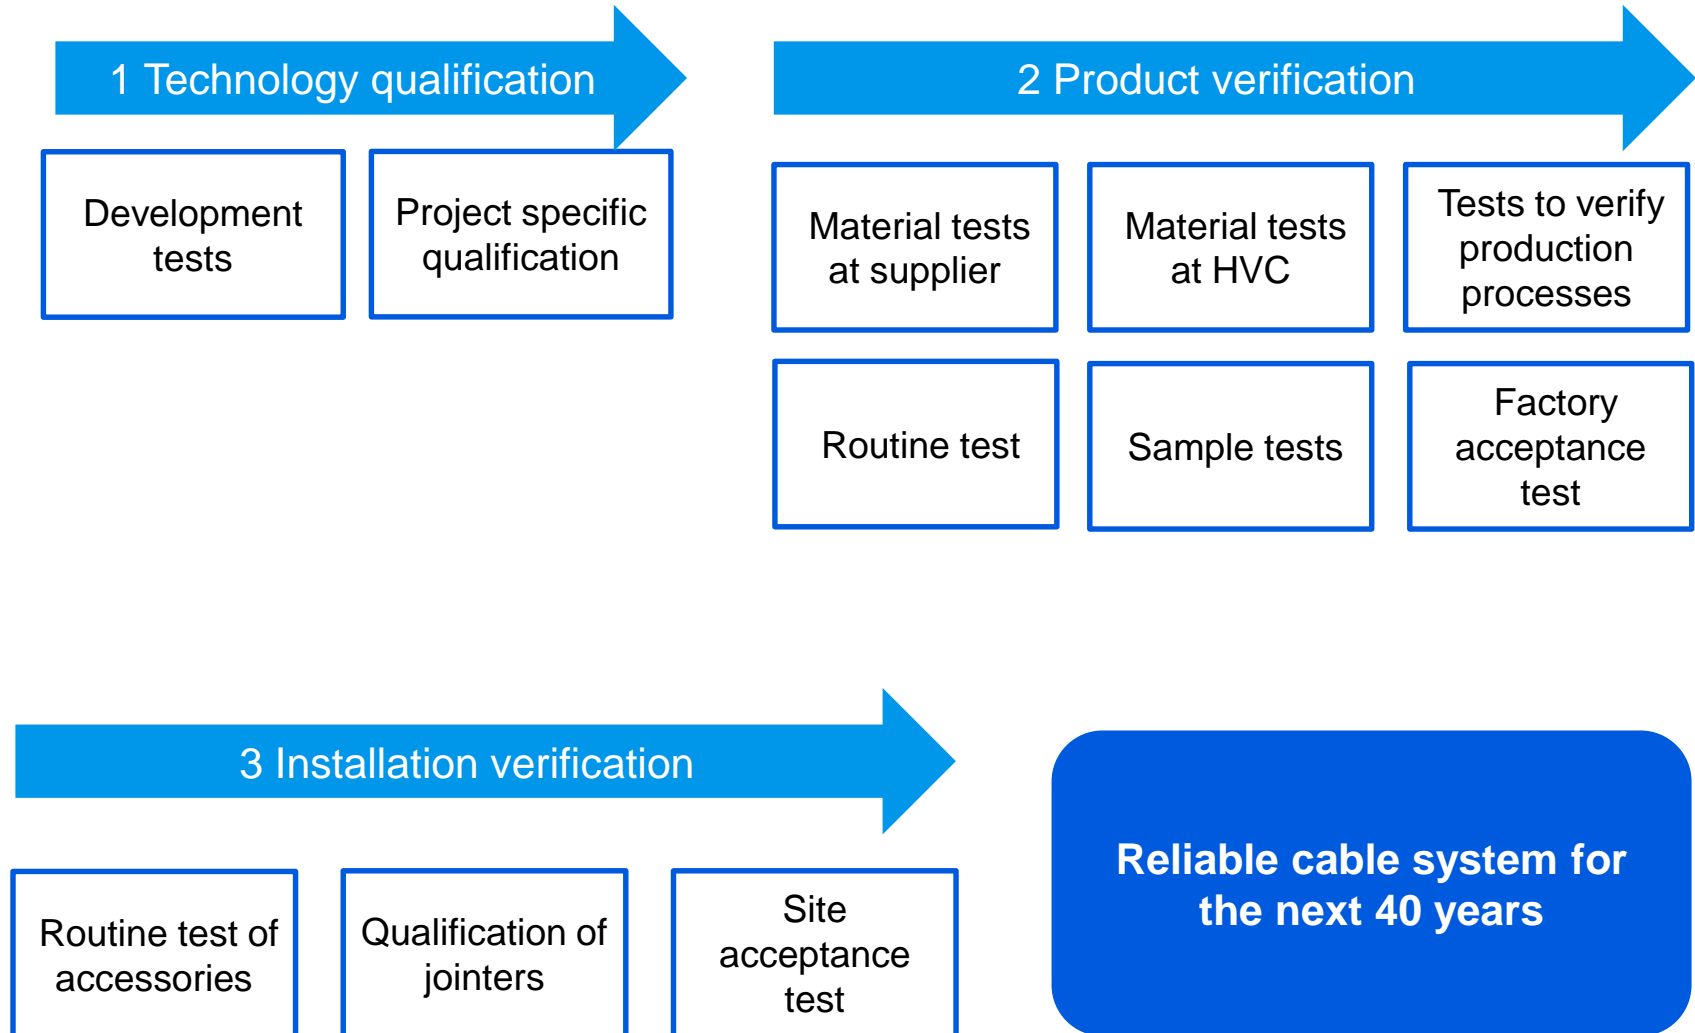 1 Technology qualification
2 Product verification
Development
tests
Project specific
qualification
Material tests
at supplier
Material tests
at HVC
Tests to verify
production
processes
Routine test
Sample tests
Factory
acceptance
test
3 Installation verification
Routine test of
accessories
Qualification of
jointers
Site
acceptance
test
Reliable cable system for
the next 40 years